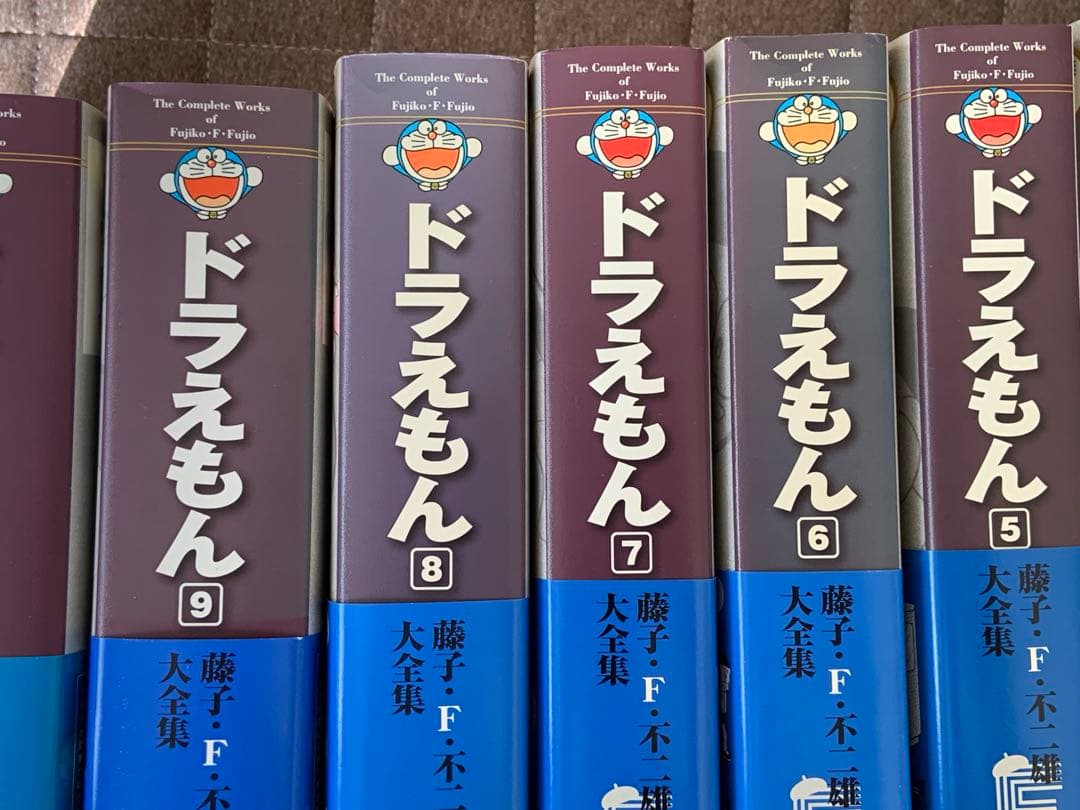 orks
o
The Complete Works
of
Fujiko・F・Fujio
ドラえもん
9
藤子・F・不
大全集
The Complete Works
of
Fujiko・F・Fujio
ドラえもん
8
藤子・F・不二
大全集
The Complete Works
of
Fujiko・F・Fujio
ドラえもん
7
藤子・F・不二雄
大全集
The Complete Works
of
Fujiko・F・Fujio
ドラえもん
6
藤子・F・不二雄
大全集
The Complete Works
of
Fujiko・F・Fujio
ドラえもん
5
藤子・F・不二雄
大全集